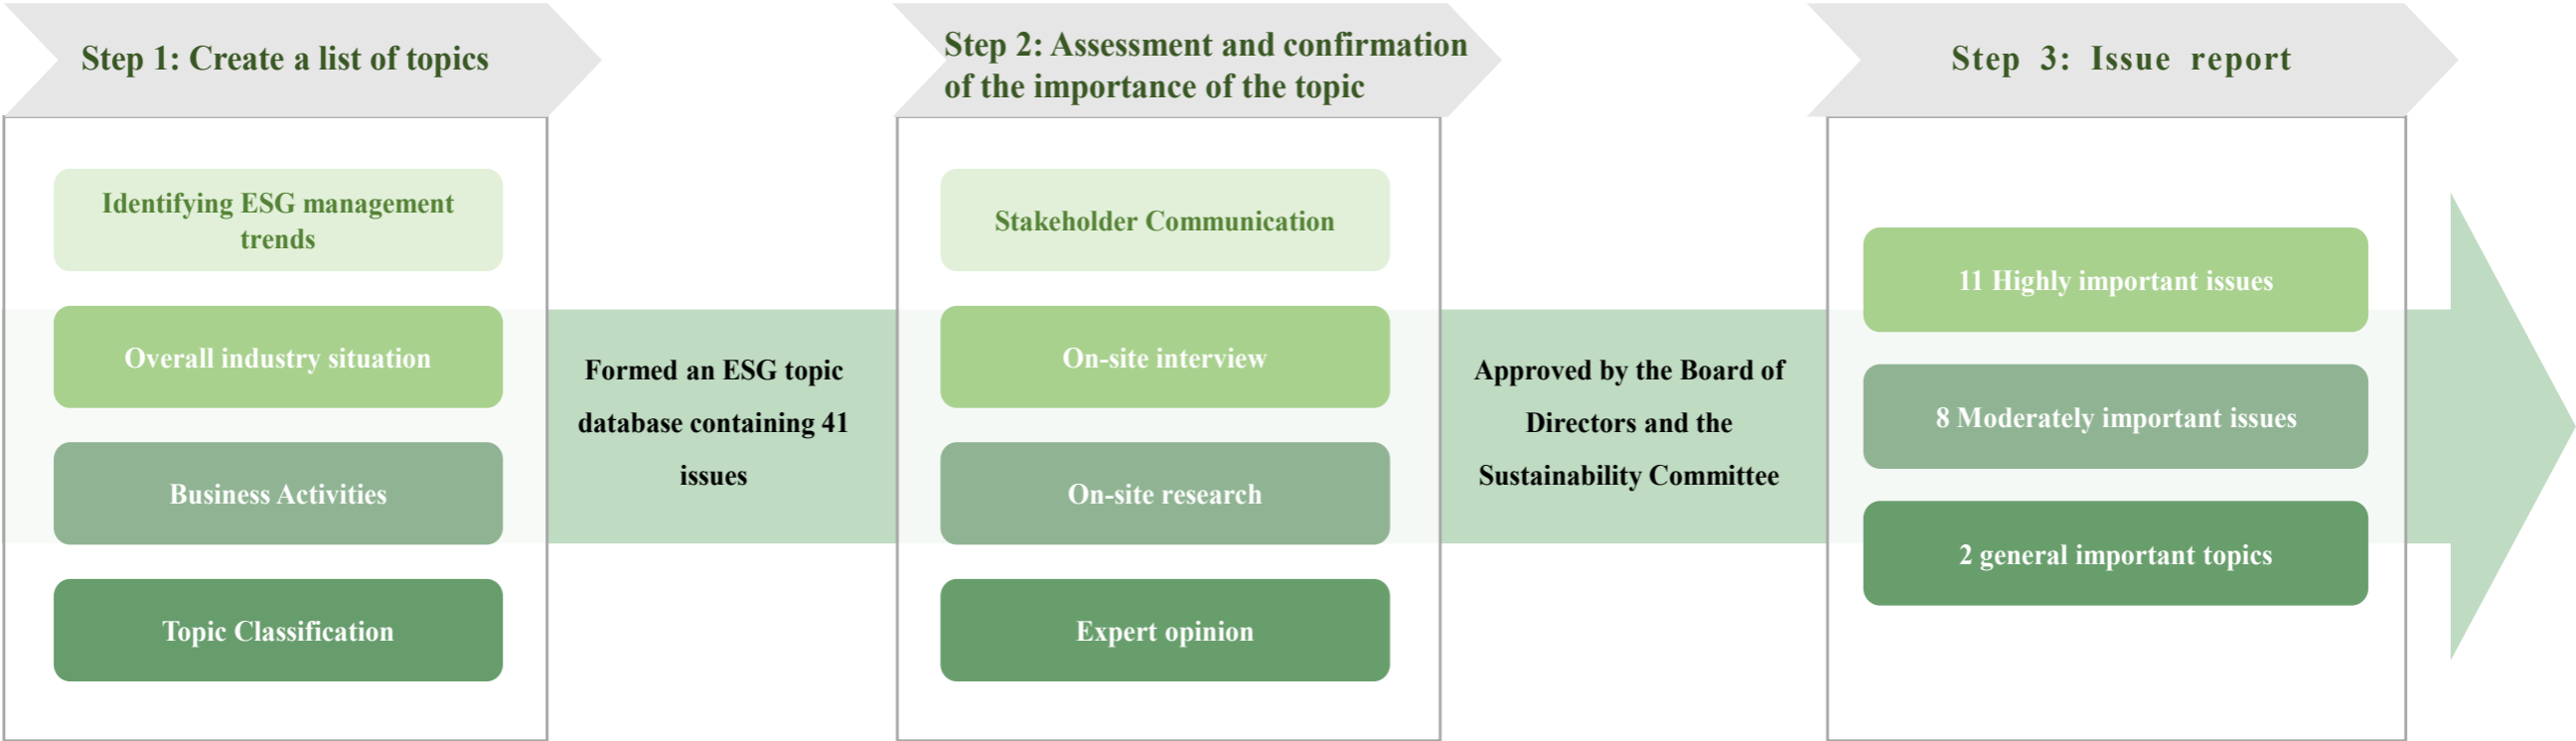 Step 1: Create a list of topics
Identifying ESG management
trends
Overall industry situation
Business Activities
Topic Classification
Formed an ESG topic
database containing 41
issues
Step 2: Assessment and confirmation
of the importance of the topic
Stakeholder Communication
On-site interview
On-site research
Expert opinion
Approved by the Board of
Directors and the
Sustainability Committee
Step 3: Issue report
11 Highly important issues
8 Moderately important issues
2 general important topics